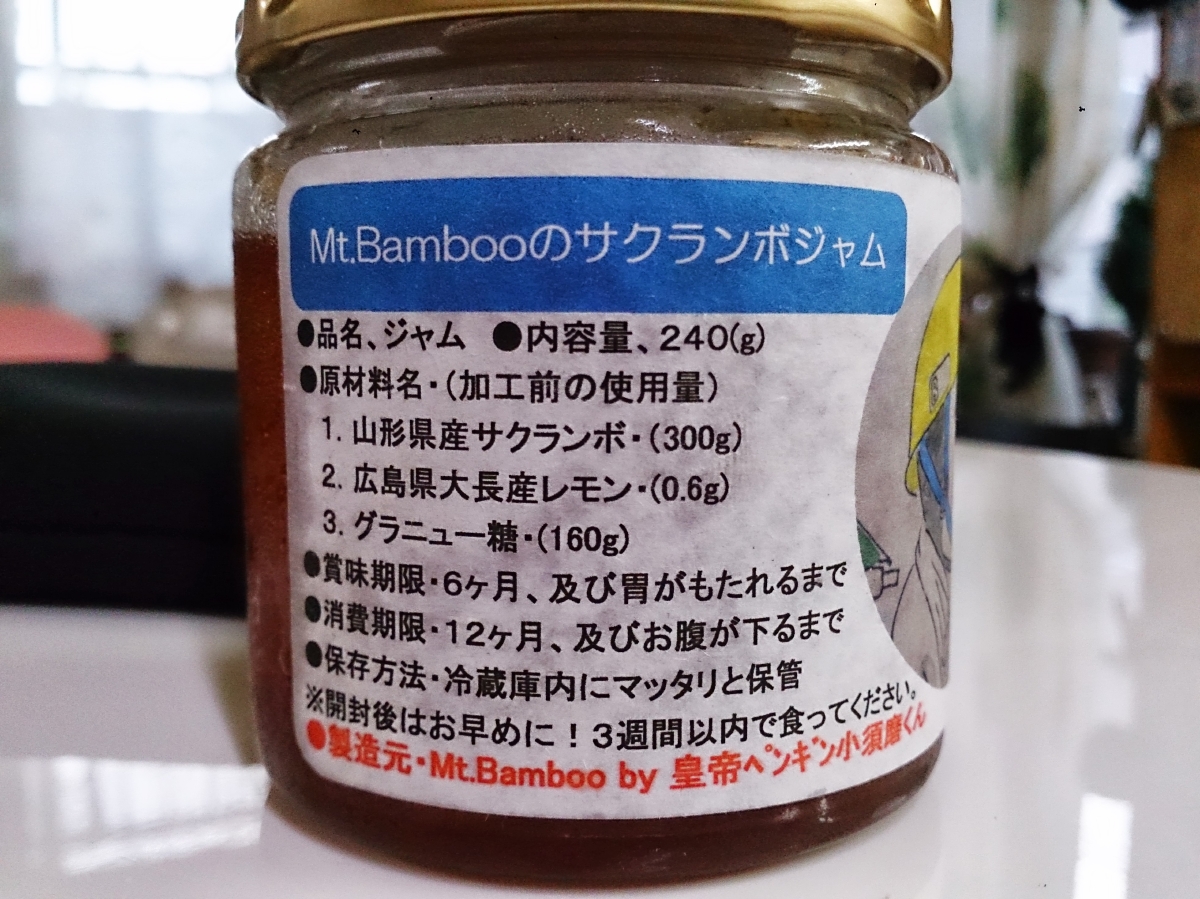 Mt.Bambooのサクランボジャム
●品名、ジャム　●内容量、240(g)
●原材料名・(加工前の使用量)
1. 山形県産サクランボ・(300g)
2. 広島県大長産レモン・(0.6g)
3. グラニュー糖・(160g)
●賞味期限・6ヶ月、及び胃がもたれるまで
●消費期限・12ヶ月、及びお腹が下るまで
●保存方法・冷蔵庫内にマッタリと保管
※開封後はお早めに！3週間以内で食ってください。
●製造元・Mt.Bamboo by 皇帝ペンギン小須磨くん